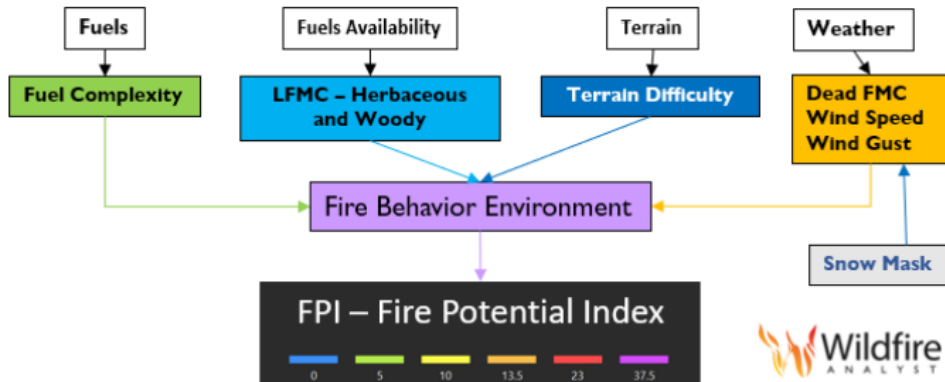 Fuels
Fuels Availability
Terrain
Weather
Fuel Complexity
LFMC – Herbaceous
and Woody
Terrain Difficulty
Dead FMC
Wind Speed
Wind Gust
Fire Behavior Environment
Snow Mask
FPI – Fire Potential Index
0 5 10 13.5 23 37.5
Wildfire
ANALYST